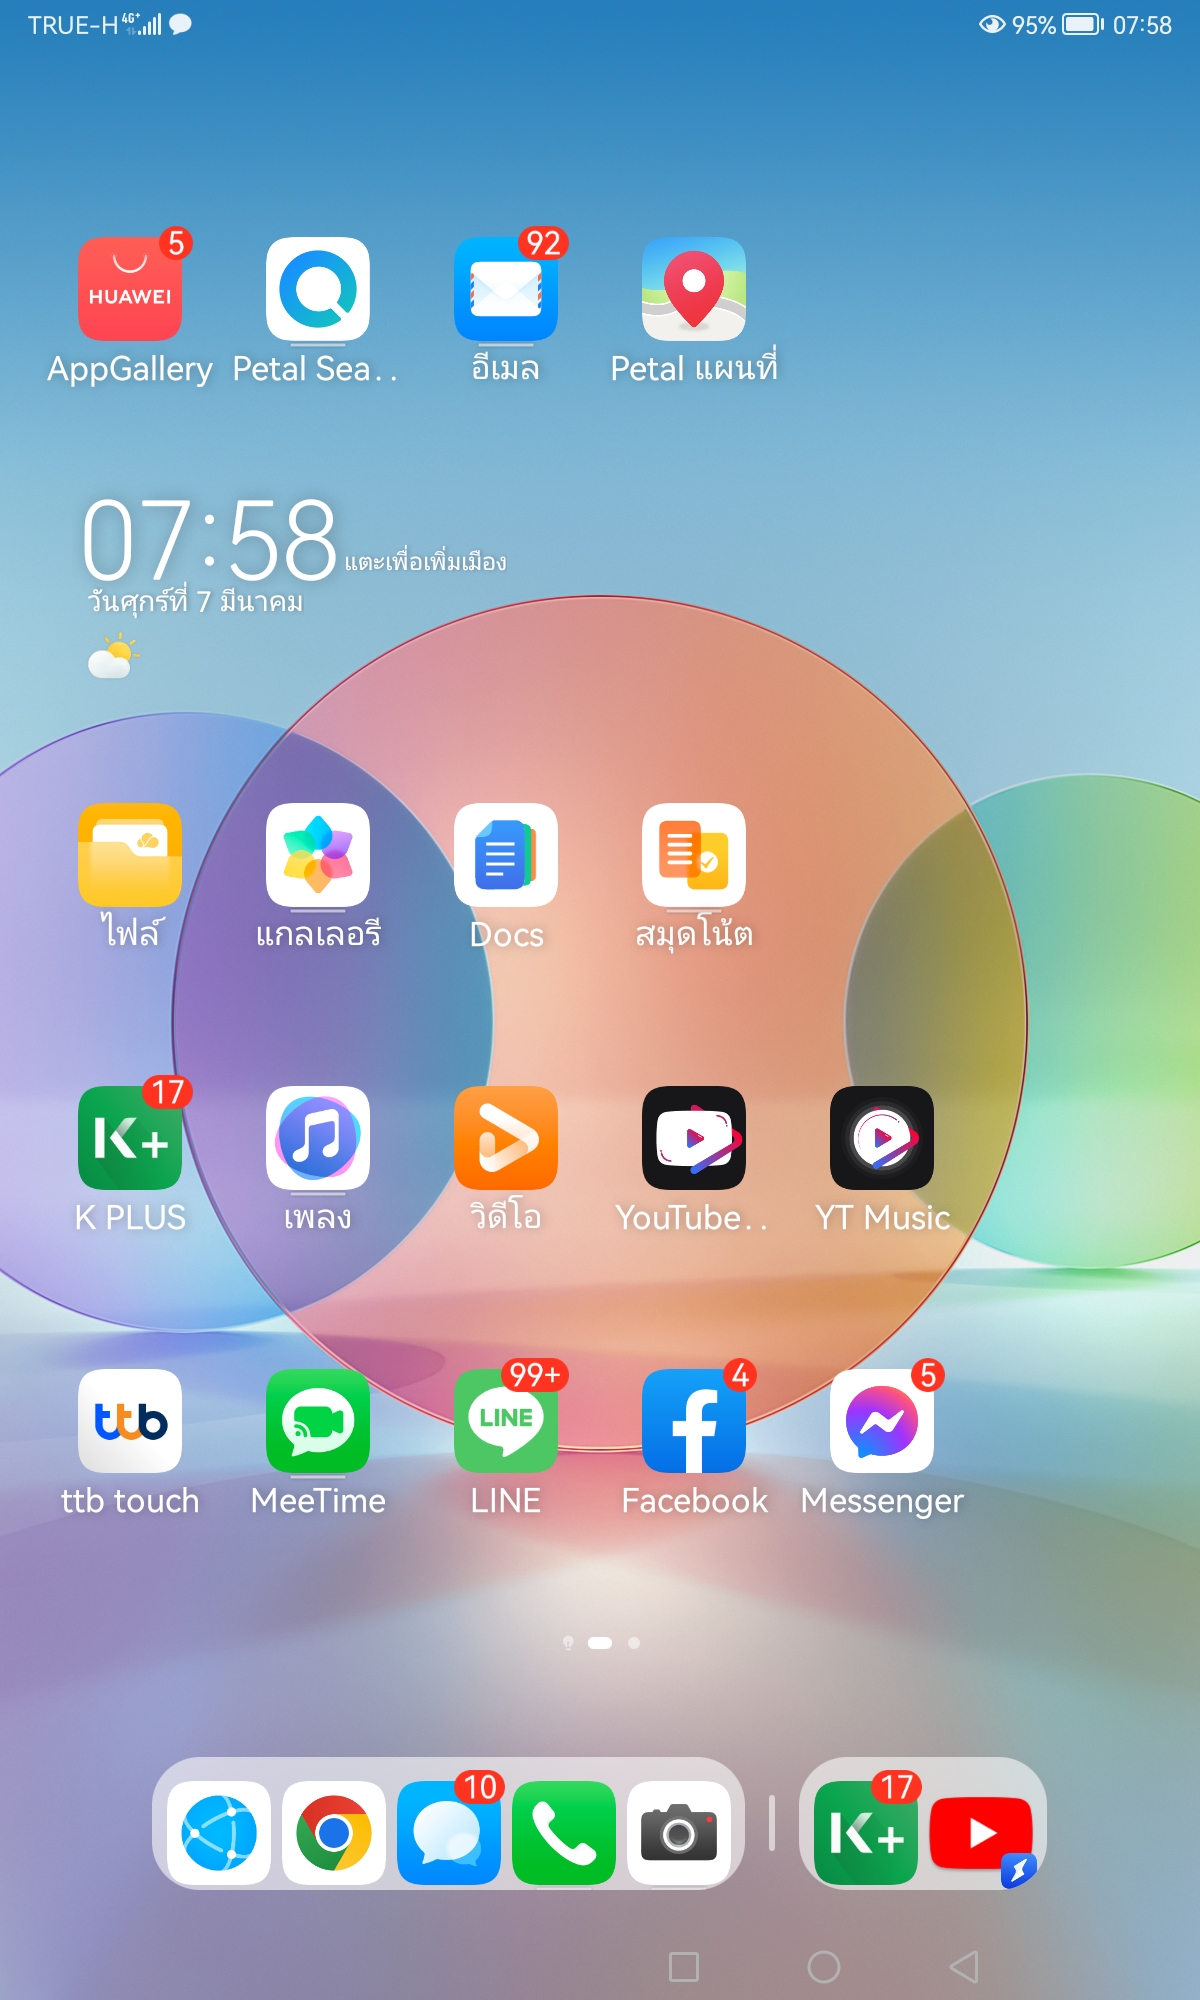 TRUE-H 4G+ 95% 07:58
5 92
HUAWEI
AppGallery Petal Sea.. อีเมล Petal แผนที่
07:58 แตะเพื่อเพิ่มเมือง
วันศุกร์ที่ 7 มีนาคม
ไฟล์ แกลเลอรี Docs สมุดโน้ต
17
K+
K PLUS เพลง วิดีโอ YouTube.. YT Music
99+ 4 5
ttb LINE f
ttb touch MeeTime LINE Facebook Messenger
10 17
K+